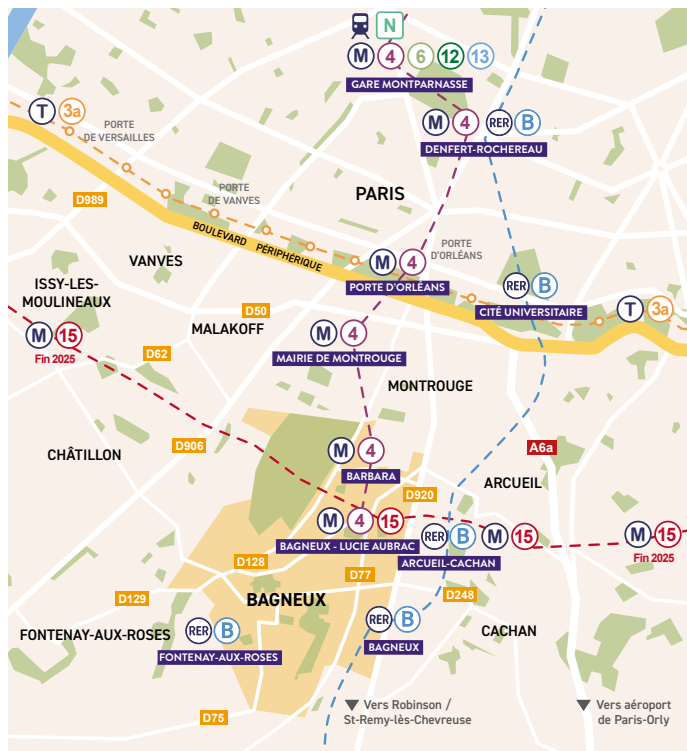 N
M 4 6 12 13
GARE MONTPARNASSE
T 3a
M 4 RER B
DENFERT-ROCHEREAU
PORTE
DE VERSAILLES
PARIS
PORTE
DE VANVES
D989
BOULEVARD PÉRIPHÉRIQUE
PORTE
D'ORLÉANS
VANVES
M 4
PORTE D'ORLÉANS
RER B
CITÉ UNIVERSITAIRE
ISSY-LES-
MOULINEAUX
D50
T 3a
MALAKOFF
M 15
Fin 2025
M 4
MAIRIE DE MONTROUGE
D62
MONTROUGE
D906
A6a
CHÂTILLON
M 4
BARBARA
ARCUEIL
D920
M 4 15
BAGNEUX - LUCIE AUBRAC
RER B M 15
ARCUEIL-CACHAN
M 15
Fin 2025
D128
D77
D129
BAGNEUX
D248
FONTENAY-AUX-ROSES
RER B
FONTENAY-AUX-ROSES
RER B
BAGNEUX
CACHAN
Vers Robinson /
St-Remy-lès-Chevreuse
Vers aéroport
de Paris-Orly
D75